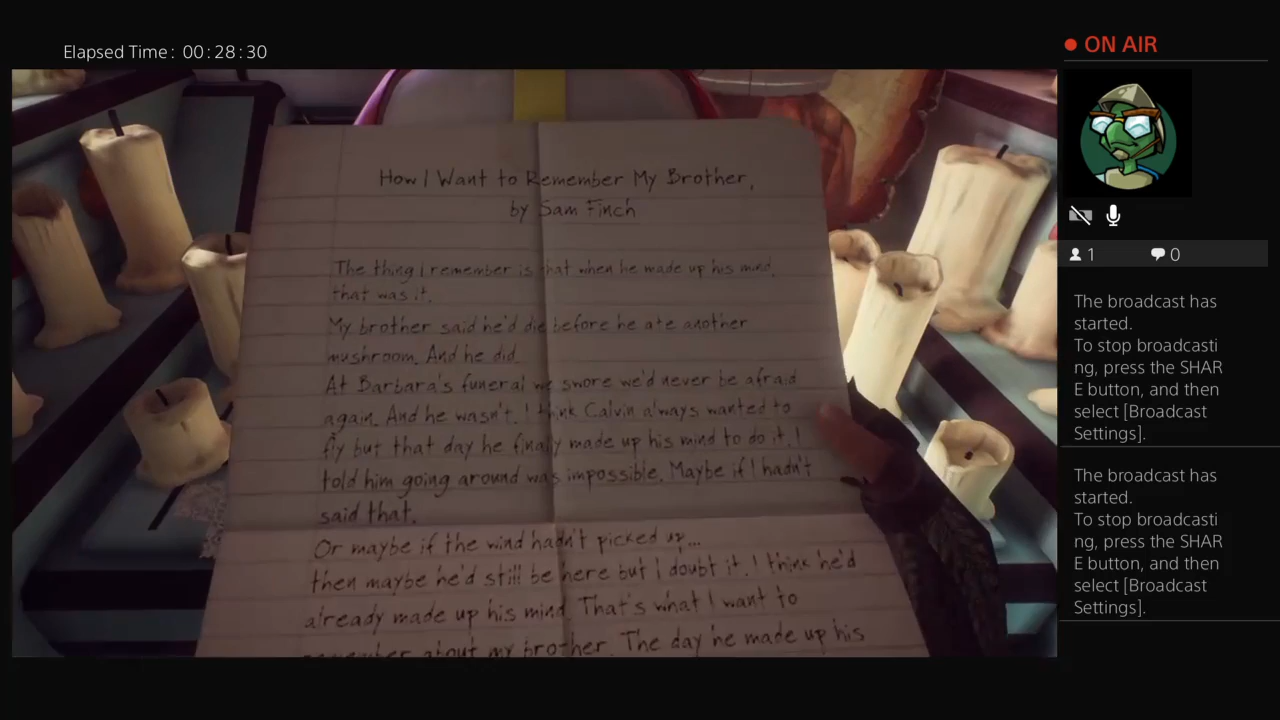 Elapsed Time: 00:28:30
ON AIR
How I Want to Remember My Brother,
by Sam Finch
The thing I remember is that when he made up his mind,
that was it.
My brother said he'd die before he ate another
mushroom. And he did.
At Barbara's funeral we swore we'd never be afraid
again. And he wasn't. I think Calvin always wanted to
fly but that day he finally made up his mind to do it. I
told him going around was impossible. Maybe if I hadn't
said that.
Or maybe if the wind hadn't picked up...
then maybe he'd still be here but I doubt it. I think he'd
already made up his mind. That's what I want to
remember about my brother. The day he made up his
1
0
The broadcast has
started.
To stop broadcasti
ng, press the SHAR
E button, and then
select [Broadcast
Settings].
The broadcast has
started.
To stop broadcasti
ng, press the SHAR
E button, and then
select [Broadcast
Settings].